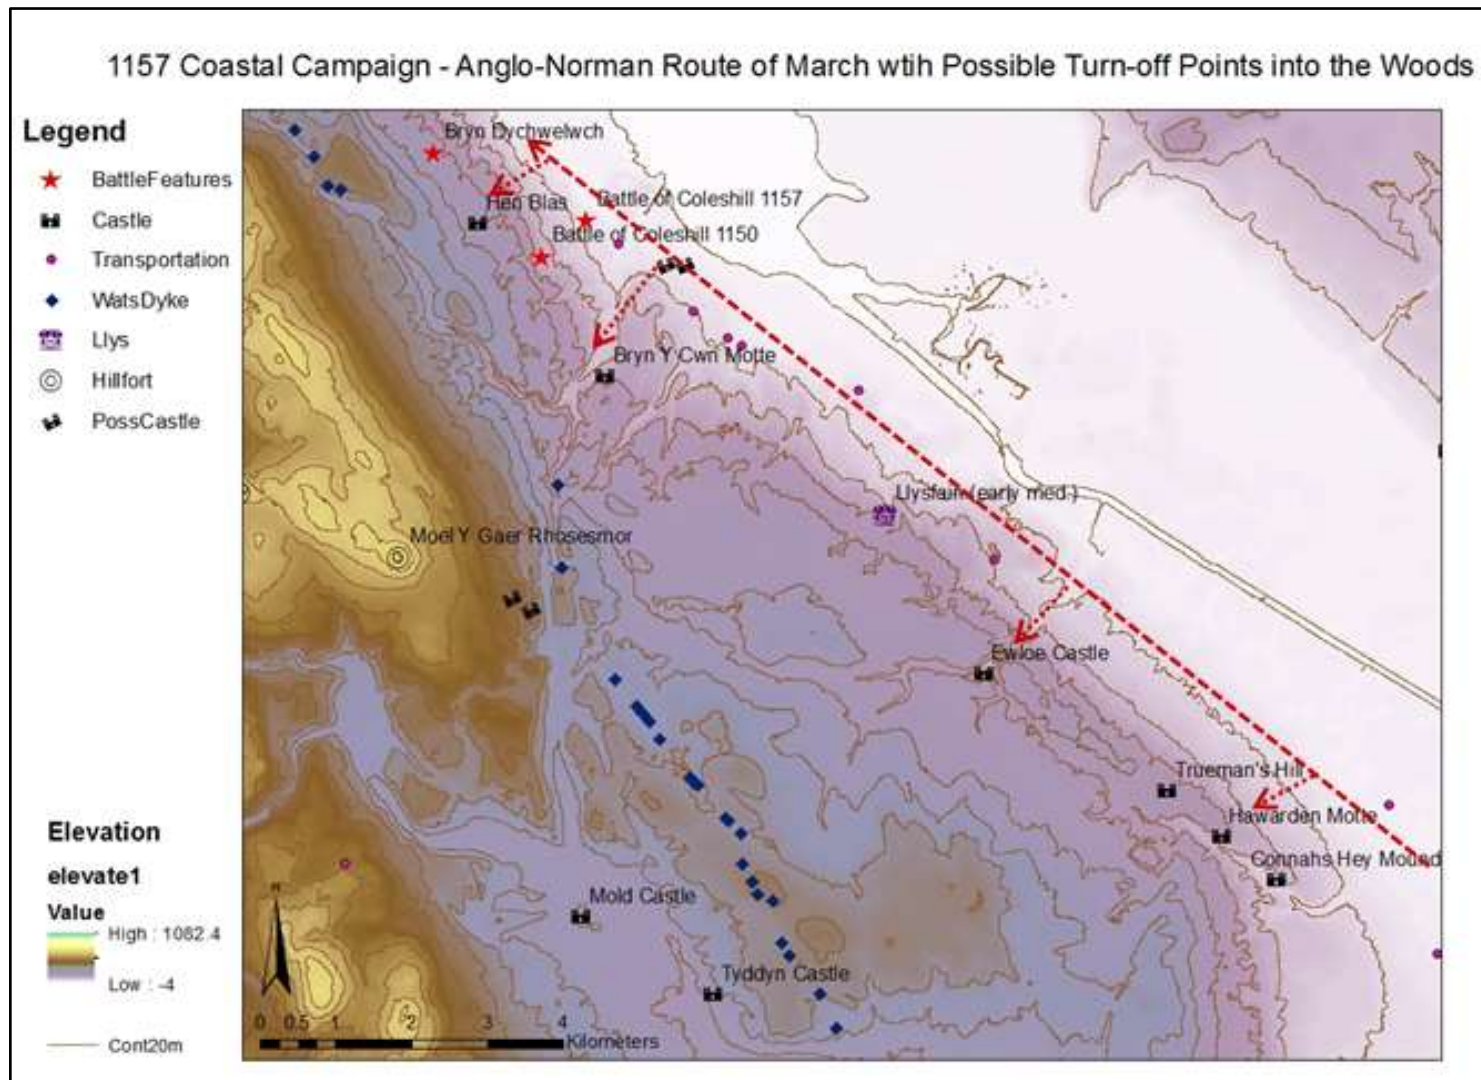 1157 Coastal Campaign - Anglo-Norman Route of March wtih Possible Turn-off Points into the Woods
Legend
BattleFeatures
Castle
Transportation
WatsDyke
Llys
Hillfort
PossCastle
Elevation
elevate1
Value
High : 1082.4
Low : -4
Cont20m
Bryn Dychwelwch
Hen Blas
Battle of Coleshill 1157
Battle of Coleshill 1150
Bryn Y Cwn Motte
Llysfain (early med.)
Moel Y Gaer Rhosesmor
Ewloe Castle
Trueman's Hill
Hawarden Motte
Connahs Hey Mound
Mold Castle
Tyddyn Castle
N
0 0.5 1 2 3 4
Kilometers